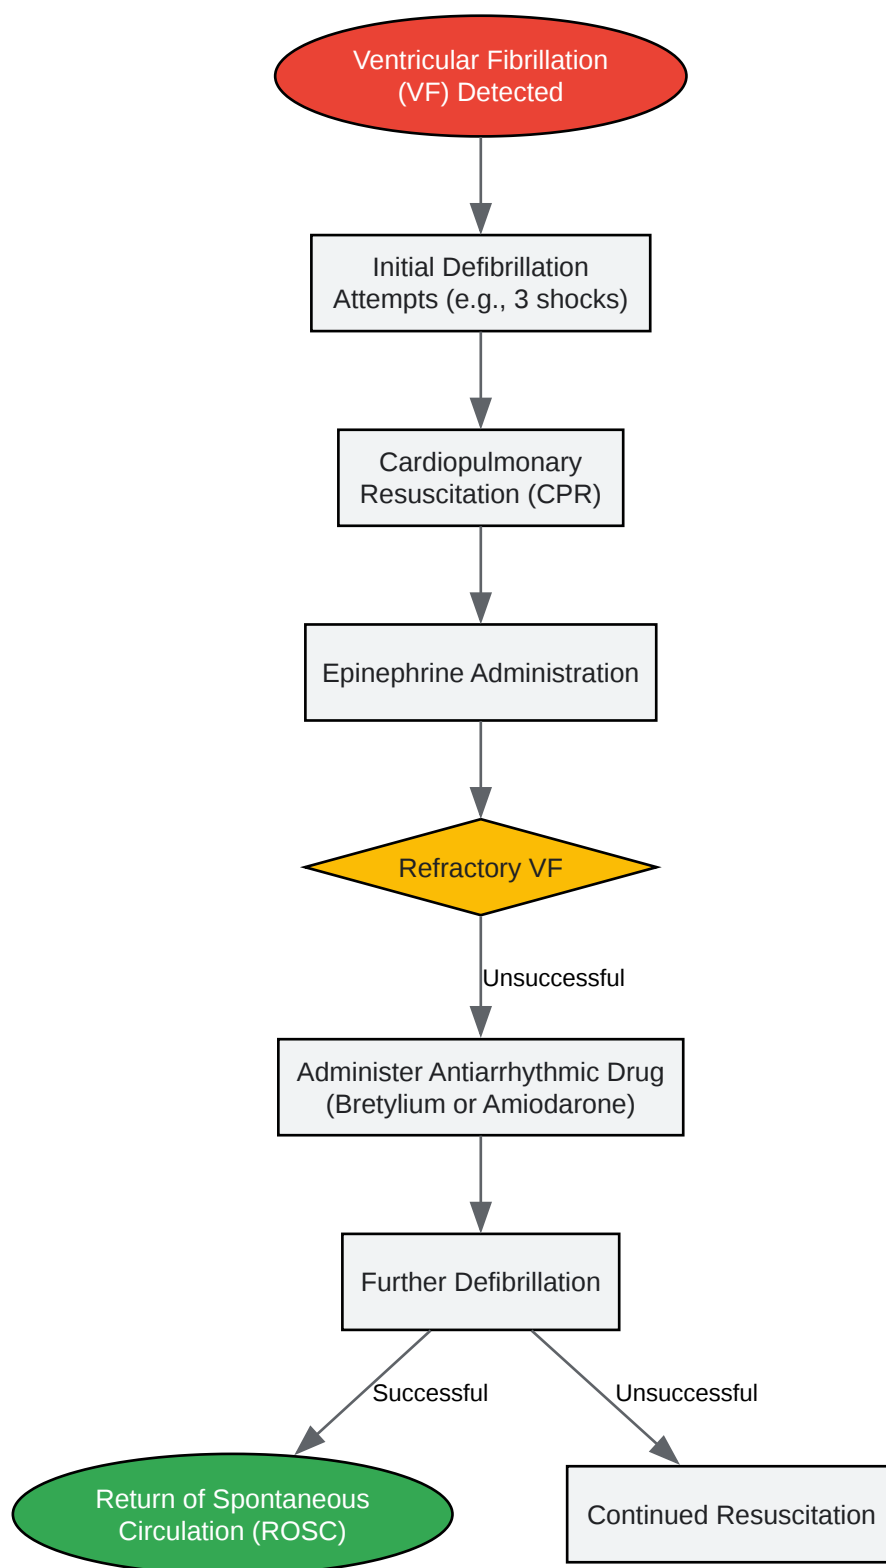 Ventricular Fibrillation
(VF) Detected
Initial Defibrillation
Attempts (e.g., 3 shocks)
Cardiopulmonary
Resuscitation (CPR)
Epinephrine Administration
Refractory VF
Unsuccessful
Administer Antiarrhythmic Drug
(Bretylium or Amiodarone)
Further Defibrillation
Successful
Unsuccessful
Return of Spontaneous
Circulation (ROSC)
Continued Resuscitation